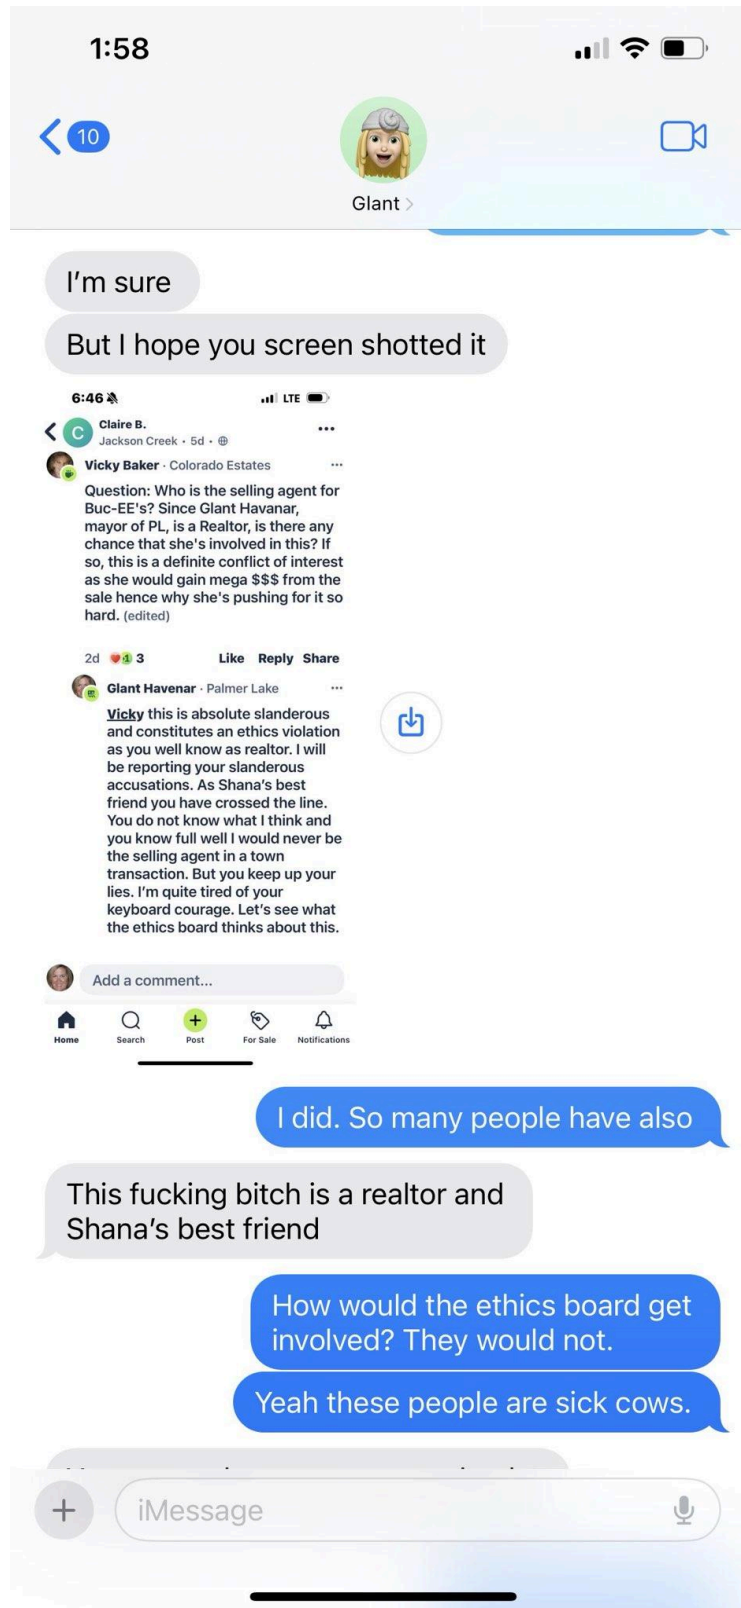 1:58
10
Glant
I'm sure
But I hope you screen shotted it
6:46
LTE
C
Claire B.
Jackson Creek • 5d •
Vicky Baker · Colorado Estates
Question: Who is the selling agent for
Buc-EE's? Since Glant Havanar,
mayor of PL, is a Realtor, is there any
chance that she's involved in this? If
so, this is a definite conflict of interest
as she would gain mega $$$ from the
sale hence why she's pushing for it so
hard. (edited)
2d 3 Like Reply Share
Glant Havenar · Palmer Lake
Vicky this is absolute slanderous
and constitutes an ethics violation
as you well know as realtor. I will
be reporting your slanderous
accusations. As Shana's best
friend you have crossed the line.
You do not know what I think and
you know full well I would never be
the selling agent in a town
transaction. But you keep up your
lies. I'm quite tired of your
keyboard courage. Let's see what
the ethics board thinks about this.
Add a comment...
Home Search Post For Sale Notifications
I did. So many people have also
This fucking bitch is a realtor and
Shana's best friend
How would the ethics board get
involved? They would not.
Yeah these people are sick cows.
iMessage